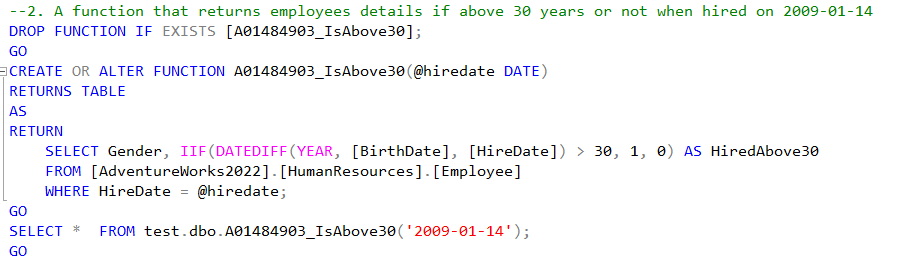 --2. A function that returns employees details if above 30 years or not when hired on 2009-01-14
DROP FUNCTION IF EXISTS [A01484903_IsAbove30];
GO
CREATE OR ALTER FUNCTION A01484903_IsAbove30(@hiredate DATE)
RETURNS TABLE
AS
RETURN
    SELECT Gender, IIF(DATEDIFF(YEAR, [BirthDate], [HireDate]) > 30, 1, 0) AS HiredAbove30
    FROM [AdventureWorks2022].[HumanResources].[Employee]
    WHERE HireDate = @hiredate;
GO
SELECT *  FROM test.dbo.A01484903_IsAbove30('2009-01-14');
GO